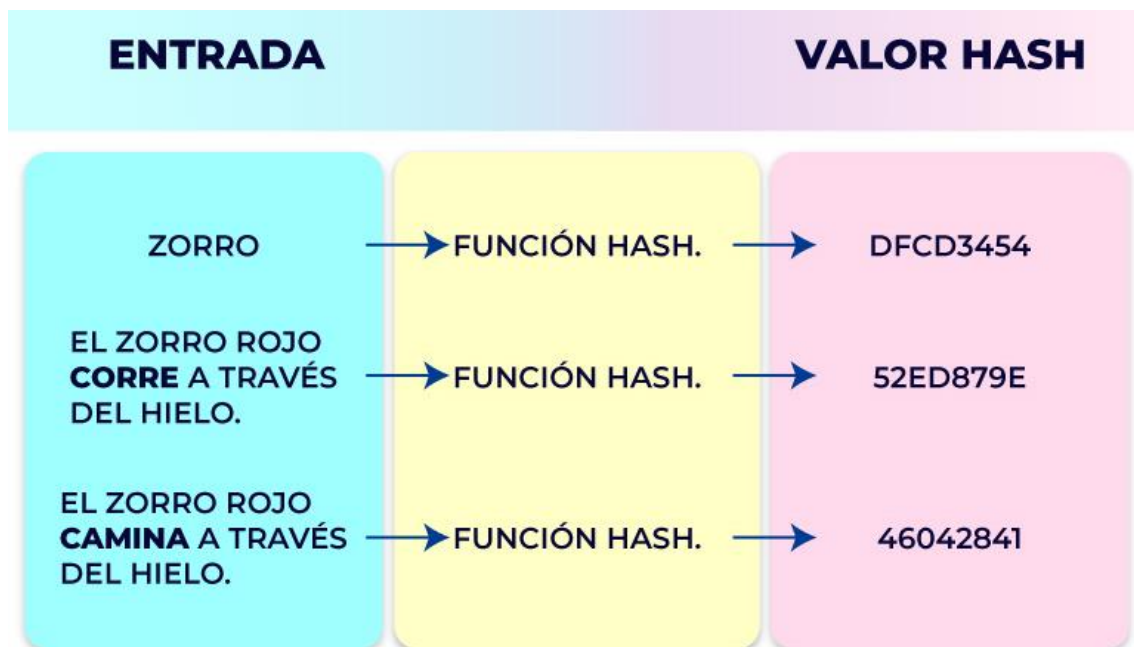 ENTRADA
VALOR HASH
ZORRO
FUNCIÓN HASH.
DFCD3454
EL ZORRO ROJO
CORRE A TRAVÉS
DEL HIELO.
FUNCIÓN HASH.
52ED879E
EL ZORRO ROJO
CAMINA A TRAVÉS
DEL HIELO.
FUNCIÓN HASH.
46042841